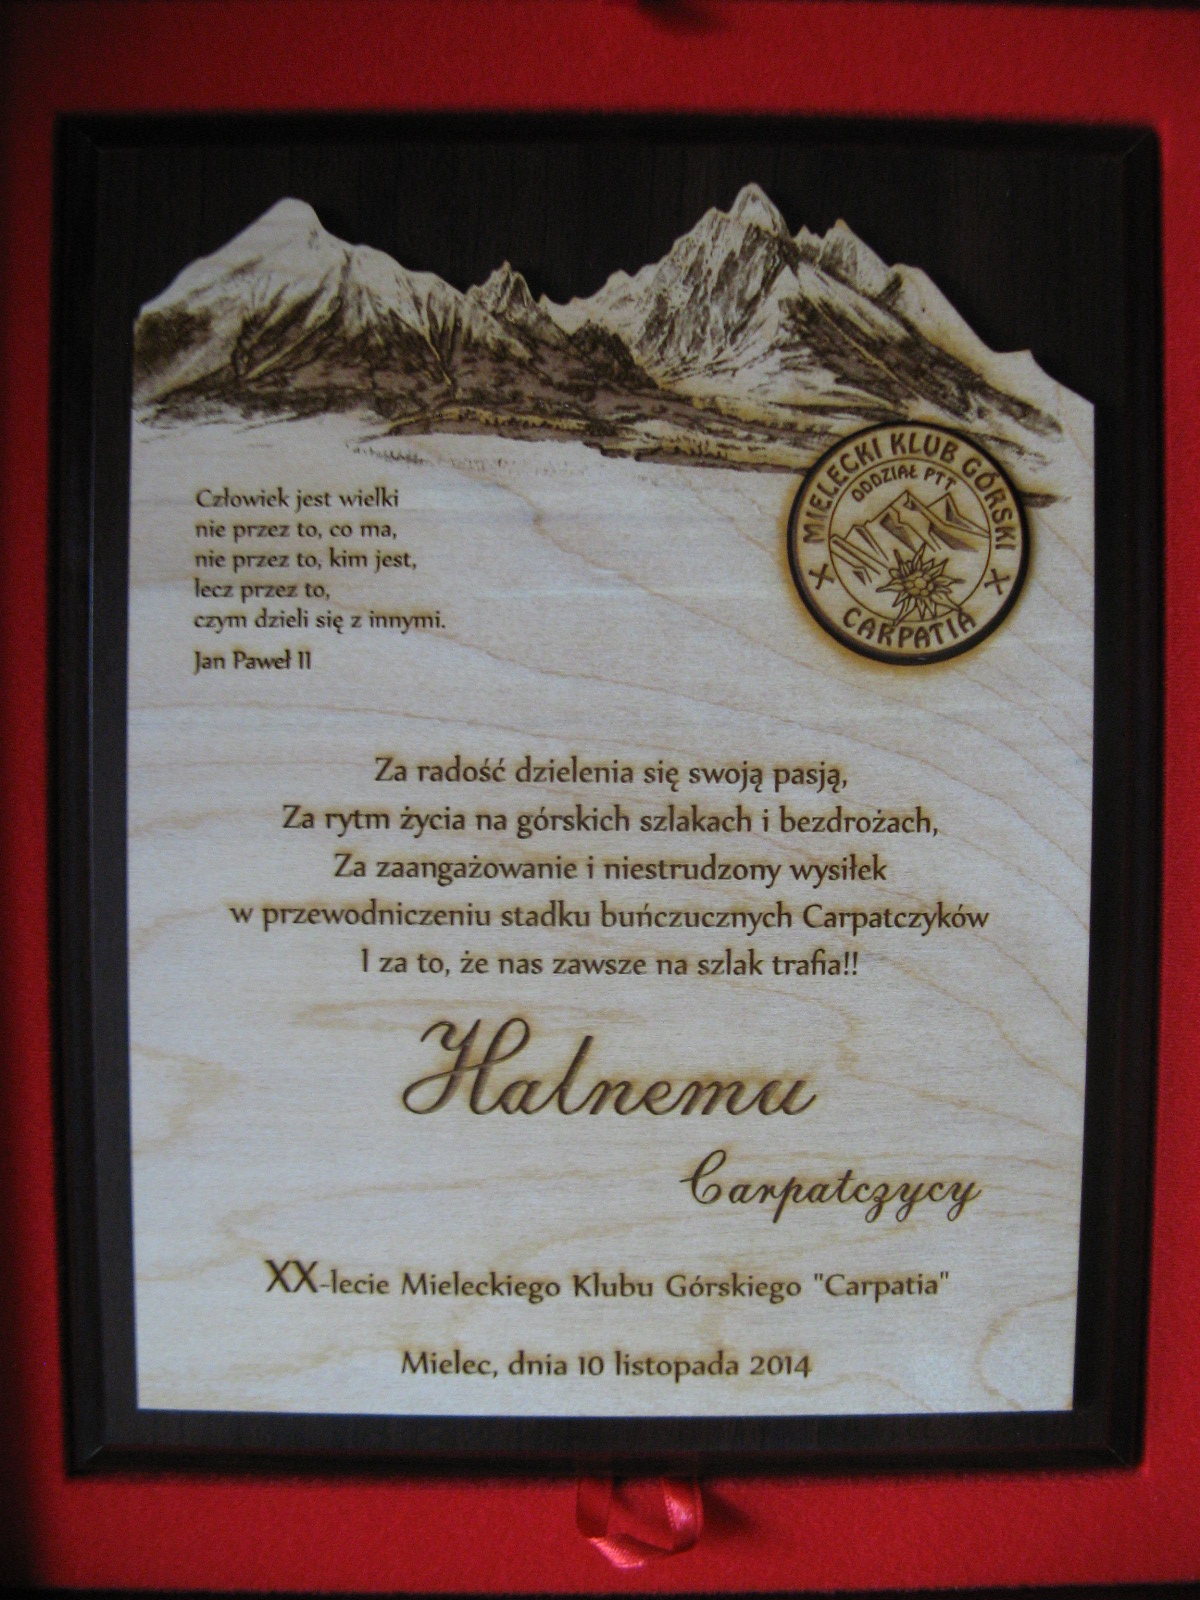 MIELECKI KLUB GÓRSKI
ODDZIAŁ PTT
CARPATIA
Człowiek jest wielki
nie przez to, co ma,
nie przez to, kim jest,
lecz przez to,
czym dzieli się z innymi.
Jan Paweł II
Za radość dzielenia się swoją pasją,
Za rytm życia na górskich szlakach i bezdrożach,
Za zaangażowanie i niestrudzony wysiłek
w przewodniczeniu stadku buńczucznych Carpatczyków
I za to, że nas zawsze na szlak trafia!!
Halnemu
Carpatczycy
XX-lecie Mieleckiego Klubu Górskiego "Carpatia"
Mielec, dnia 10 listopada 2014